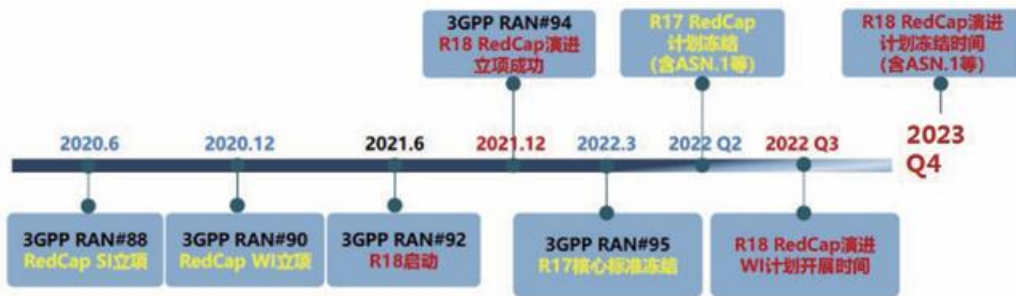 3GPP RAN#94
R18 RedCap演进
立项成功
R17 RedCap
计划冻结
(含ASN.1等)
R18 RedCap演进
计划冻结时间
(含ASN.1等)
2020.6
2020.12
2021.6
2021.12
2022.3
2022 Q2
2022 Q3
2023
Q4
3GPP RAN#88
RedCap SI立项
3GPP RAN#90
RedCap WI立项
3GPP RAN#92
R18启动
3GPP RAN#95
R17核心标准冻结
R18 RedCap演进
WI计划开展时间